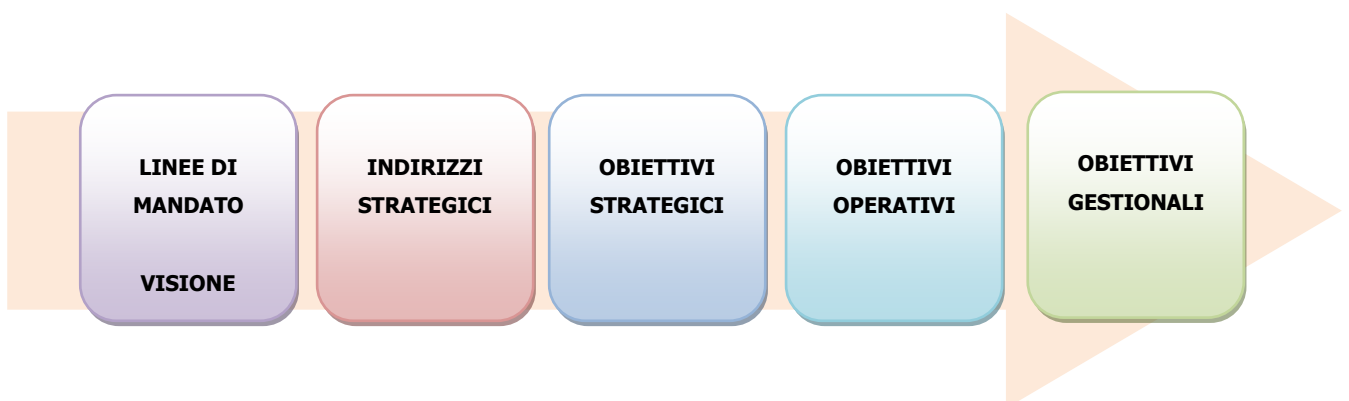 LINEE DI
MANDATO
VISIONE
INDIRIZZI
STRATEGICI
OBIETTIVI
STRATEGICI
OBIETTIVI
OPERATIVI
OBIETTIVI
GESTIONALI